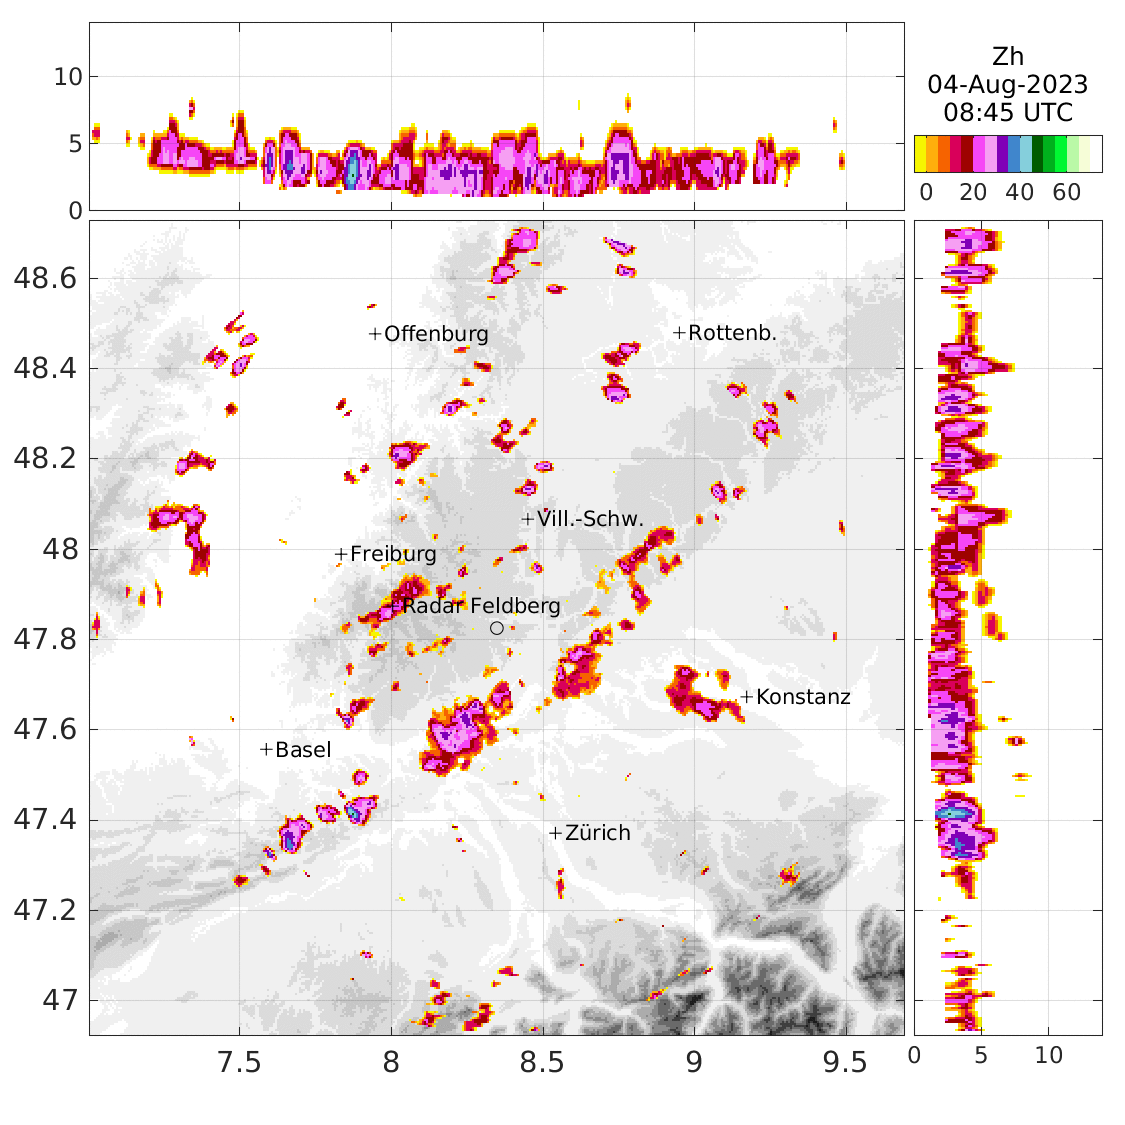 10
5
0
Zh
04-Aug-2023
08:45 UTC
0 20 40 60
48.6
48.4
48.2
48
47.8
47.6
47.4
47.2
47
Offenburg
Rottenb.
Vill.-Schw.
Freiburg
Radar Feldberg
Konstanz
Basel
Zürich
7.5 8 8.5 9 9.5
0 5 10